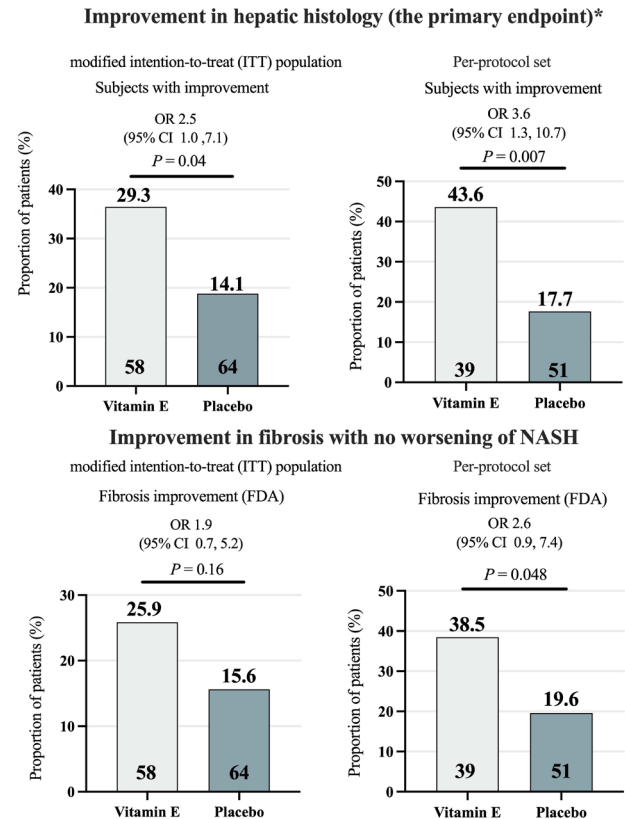 Improvement in hepatic histology (the primary endpoint)*
modified intention-to-treat (ITT) population
Subjects with improvement
OR 2.5
(95% CI 1.0 ,7.1)
P = 0.04
Proportion of patients (%)
40
30
20
10
0
29.3
14.1
58
64
Vitamin E
Placebo
Per-protocol set
Subjects with improvement
OR 3.6
(95% CI 1.3, 10.7)
P = 0.007
Proportion of patients (%)
50
40
30
20
10
0
43.6
17.7
39
51
Vitamin E
Placebo
Improvement in fibrosis with no worsening of NASH
modified intention-to-treat (ITT) population
Fibrosis improvement (FDA)
OR 1.9
(95% CI 0.7, 5.2)
P = 0.16
Proportion of patients (%)
30
20
10
0
25.9
15.6
58
64
Vitamin E
Placebo
Per-protocol set
Fibrosis improvement (FDA)
OR 2.6
(95% CI 0.9, 7.4)
P = 0.048
Proportion of patients (%)
50
40
30
20
10
0
38.5
19.6
39
51
Vitamin E
Placebo